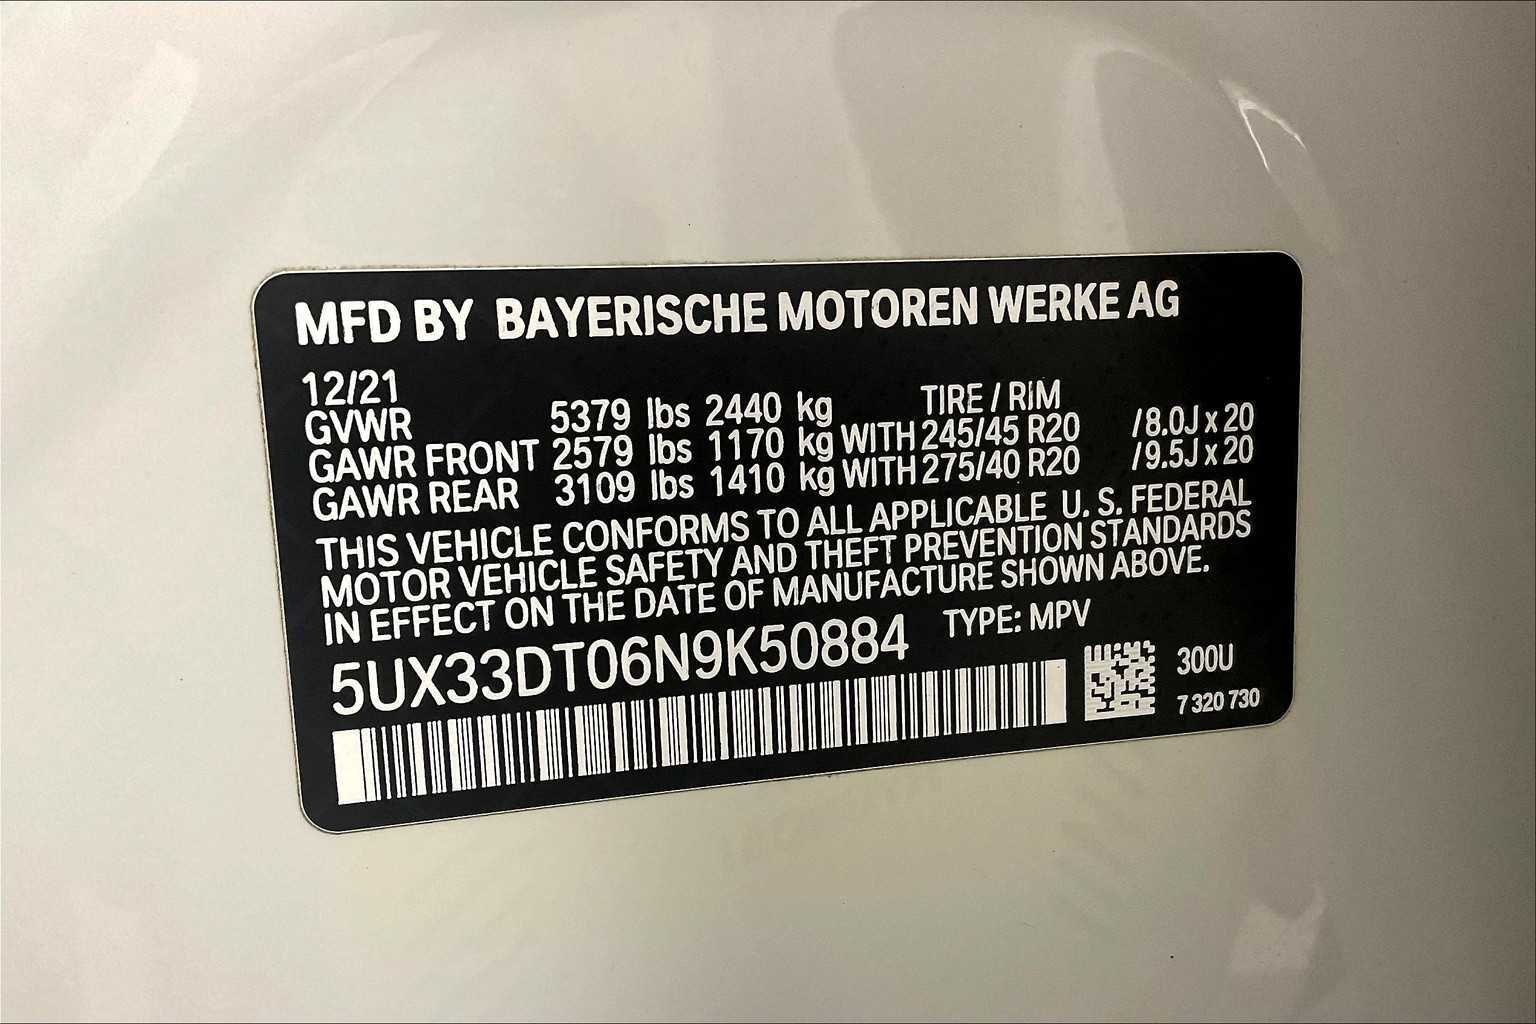 MFD BY BAYERISCHE MOTOREN WERKE AG
12/21
TIRE / RIM
GVWR 5379 lbs 2440 kg
GAWR FRONT 2579 lbs 1170 kg WITH 245/45 R20 /8.0J x 20
GAWR REAR 3109 lbs 1410 kg WITH 275/40 R20 /9.5J x 20
THIS VEHICLE CONFORMS TO ALL APPLICABLE U. S. FEDERAL
MOTOR VEHICLE SAFETY AND THEFT PREVENTION STANDARDS
IN EFFECT ON THE DATE OF MANUFACTURE SHOWN ABOVE.
5UX33DT06N9K50884 TYPE: MPV
300U
7 320 730